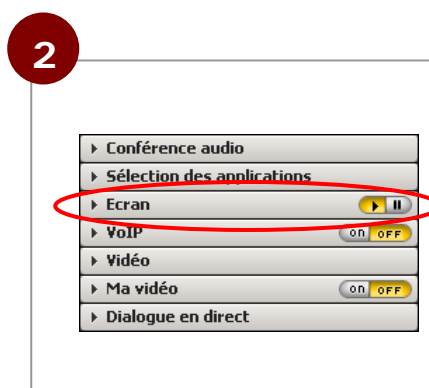 2
Conférence audio
Sélection des applications
Ecran
VoIP on OFF
Vidéo
Ma vidéo on OFF
Dialogue en direct